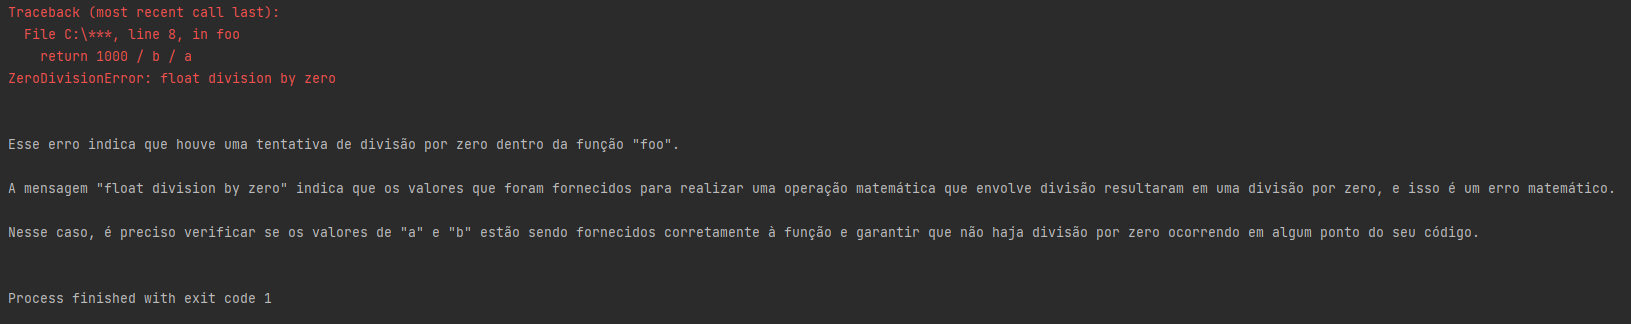 Traceback (most recent call last):
  File C:\***, line 8, in foo
    return 1000 / b / a
ZeroDivisionError: float division by zero
Esse erro indica que houve uma tentativa de divisão por zero dentro da função "foo".
A mensagem "float division by zero" indica que os valores que foram fornecidos para realizar uma operação matemática que envolve divisão resultaram em uma divisão por zero, e isso é um erro matemático.
Nesse caso, é preciso verificar se os valores de "a" e "b" estão sendo fornecidos corretamente à função e garantir que não haja divisão por zero ocorrendo em algum ponto do seu código.
Process finished with exit code 1